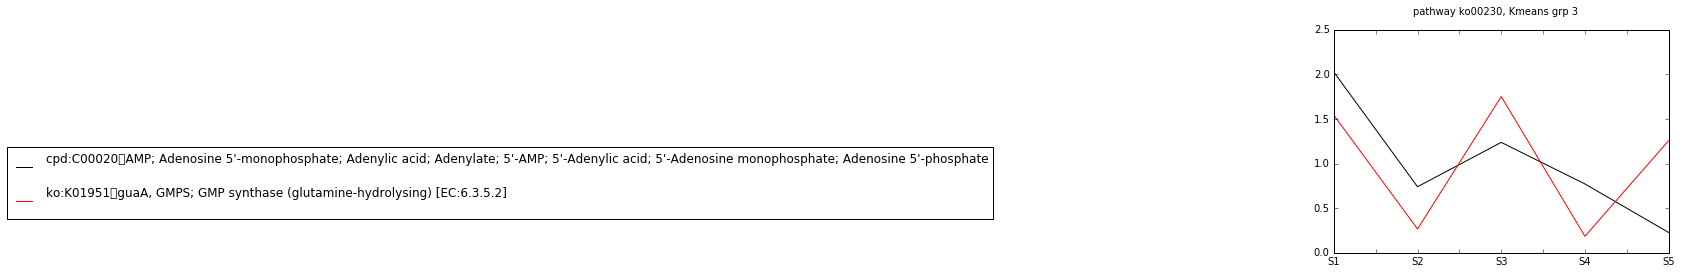 pathway ko00230, Kmeans grp 3
cpd:C00020▯AMP; Adenosine 5'-monophosphate; Adenylic acid; Adenylate; 5'-AMP; 5'-Adenylic acid; 5'-Adenosine monophosphate; Adenosine 5'-phosphate
ko:K01951▯guaA, GMPS; GMP synthase (glutamine-hydrolysing) [EC:6.3.5.2]
2.5
2.0
1.5
1.0
0.5
0.0
S1 S2 S3 S4 S5